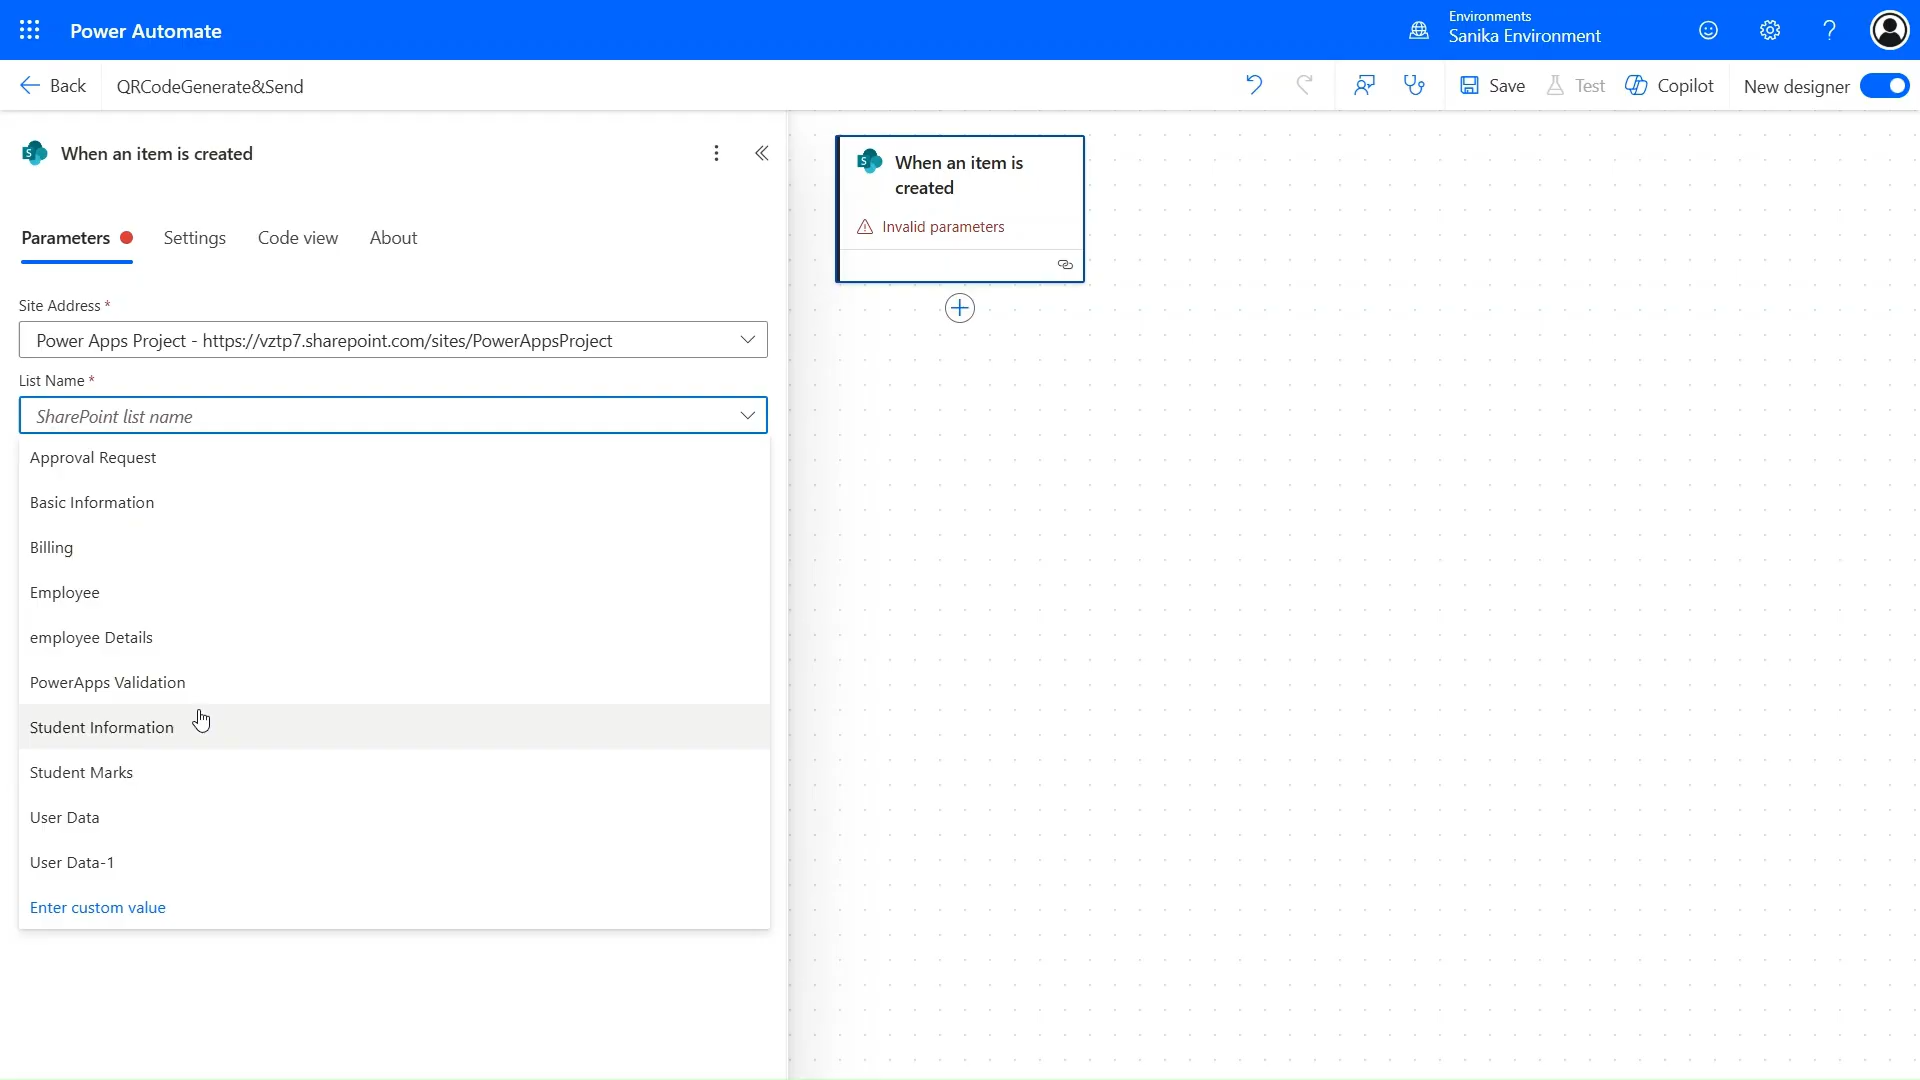 Power Automate
Environments
Sanika Environment
Back
QRCodeGenerate&Send
Save
Test
Copilot
New designer
When an item is created
Parameters
Settings
Code view
About
Site Address *
Power Apps Project - https://vztp7.sharepoint.com/sites/PowerAppsProject
List Name *
SharePoint list name
Approval Request
Basic Information
Billing
Employee
employee Details
PowerApps Validation
Student Information
Student Marks
User Data
User Data-1
Enter custom value
When an item is
created
Invalid parameters